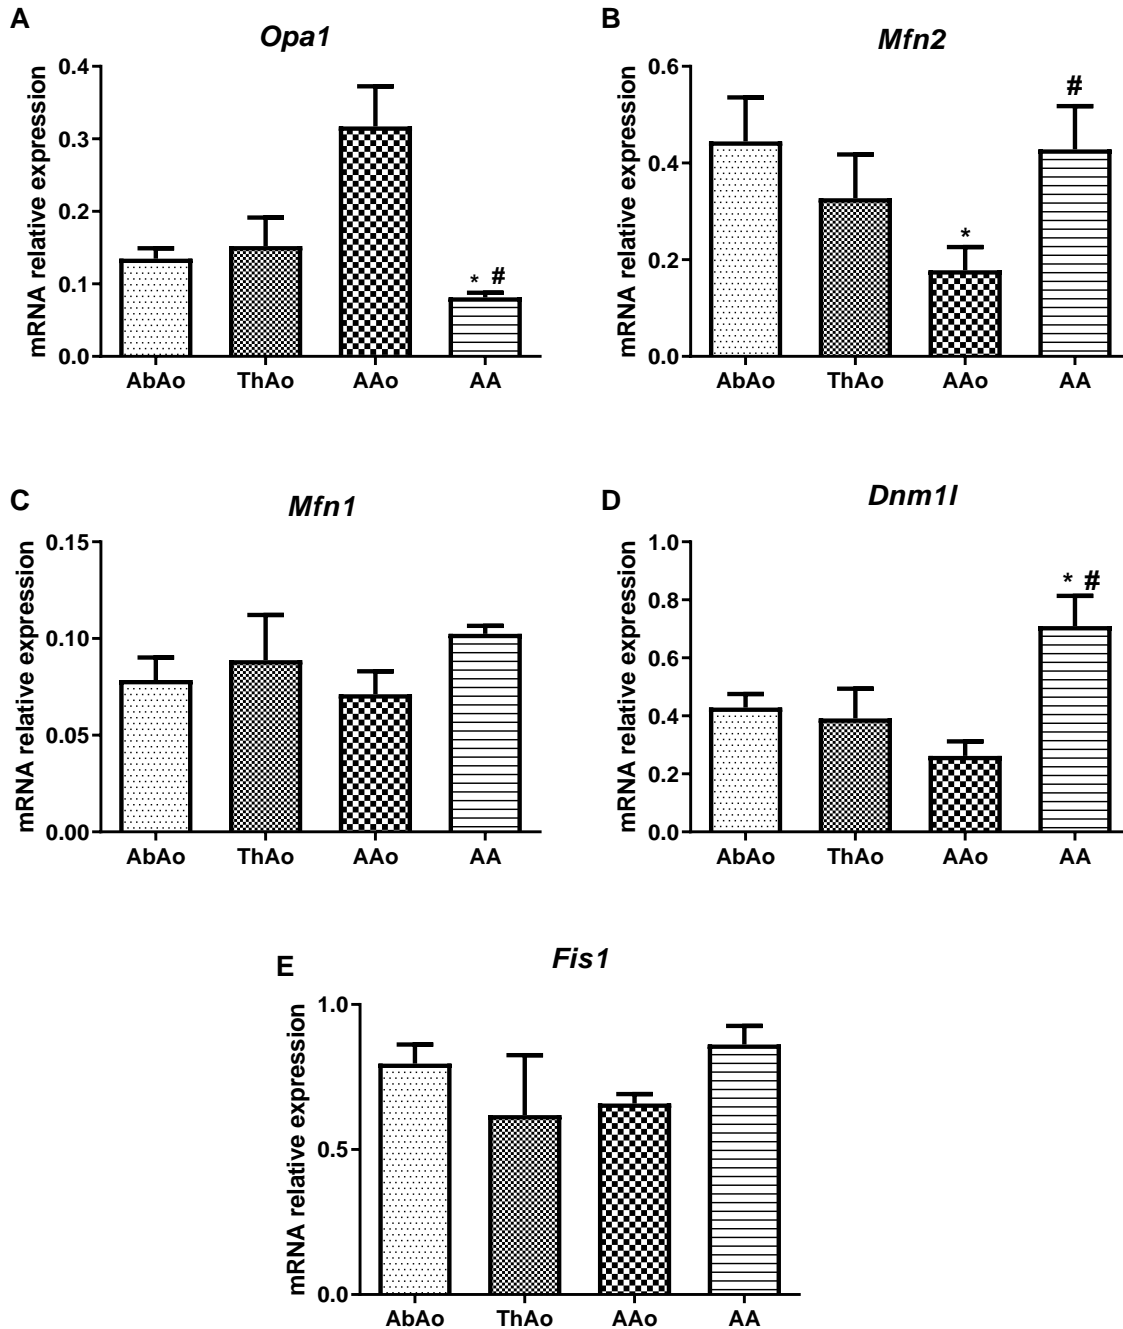 A
Opa1
mRNA relative expression
0.4
0.3
0.2
0.1
0.0
* #
AbAo ThAo AAo AA
B
Mfn2
mRNA relative expression
0.6
0.4
0.2
0.0
*
#
AbAo ThAo AAo AA
C
Mfn1
mRNA relative expression
0.15
0.10
0.05
0.00
AbAo ThAo AAo AA
D
Dnm1l
mRNA relative expression
1.0
0.8
0.6
0.4
0.2
0.0
* #
AbAo ThAo AAo AA
E
Fis1
mRNA relative expression
1.0
0.5
0.0
AbAo ThAo AAo AA